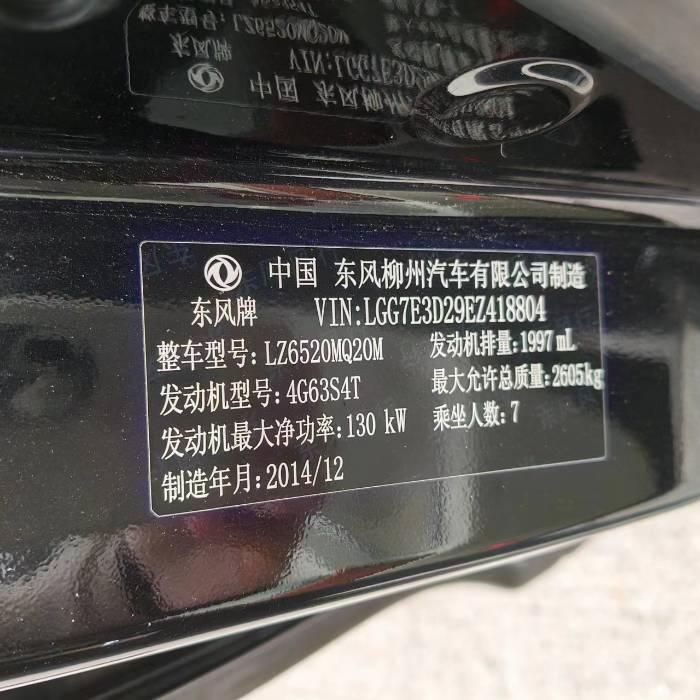 中国 东风柳州汽车有限公司制造
东风牌 VIN:LGG7E3D29EZ418804
整车型号:LZ6520MQ20M 发动机排量:1997 mL
发动机型号:4G63S4T 最大允许总质量:2605kg
发动机最大净功率:130 kW 乘坐人数:7
制造年月:2014/12